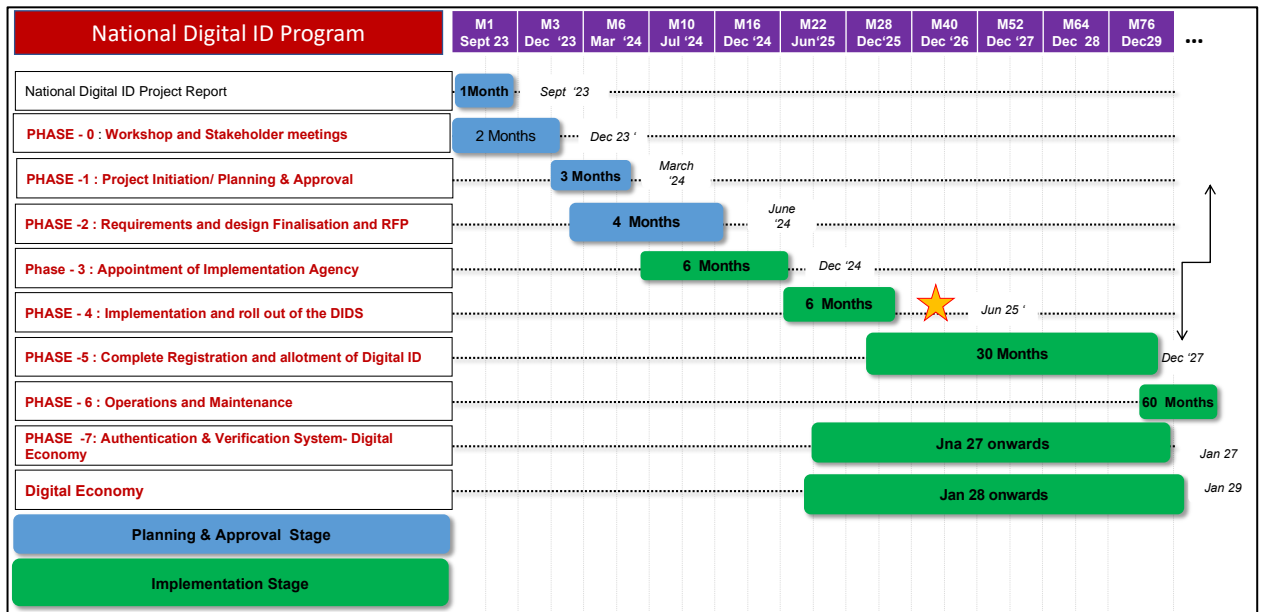 National Digital ID Program
M1 M3 M6 M10 M16 M22 M28 M40 M52 M64 M76
Sept 23 Dec ‘23 Mar ‘24 Jul ‘24 Dec ‘24 Jun‘25 Dec‘25 Dec ‘26 Dec ‘27 Dec 28 Dec29 ...
National Digital ID Project Report 1Month Sept ‘23
PHASE - 0 : Workshop and Stakeholder meetings 2 Months Dec 23 ‘
PHASE -1 : Project Initiation/ Planning & Approval 3 Months March
‘24
PHASE -2 : Requirements and design Finalisation and RFP 4 Months June
‘24
Phase - 3 : Appointment of Implementation Agency 6 Months Dec ‘24
PHASE - 4 : Implementation and roll out of the DIDS 6 Months Jun 25 ‘
PHASE -5 : Complete Registration and allotment of Digital ID 30 Months Dec ‘27
PHASE - 6 : Operations and Maintenance 60 Months
PHASE -7: Authentication & Verification System- Digital
Economy Jna 27 onwards Jan 27
Digital Economy Jan 28 onwards Jan 29
Planning & Approval Stage
Implementation Stage